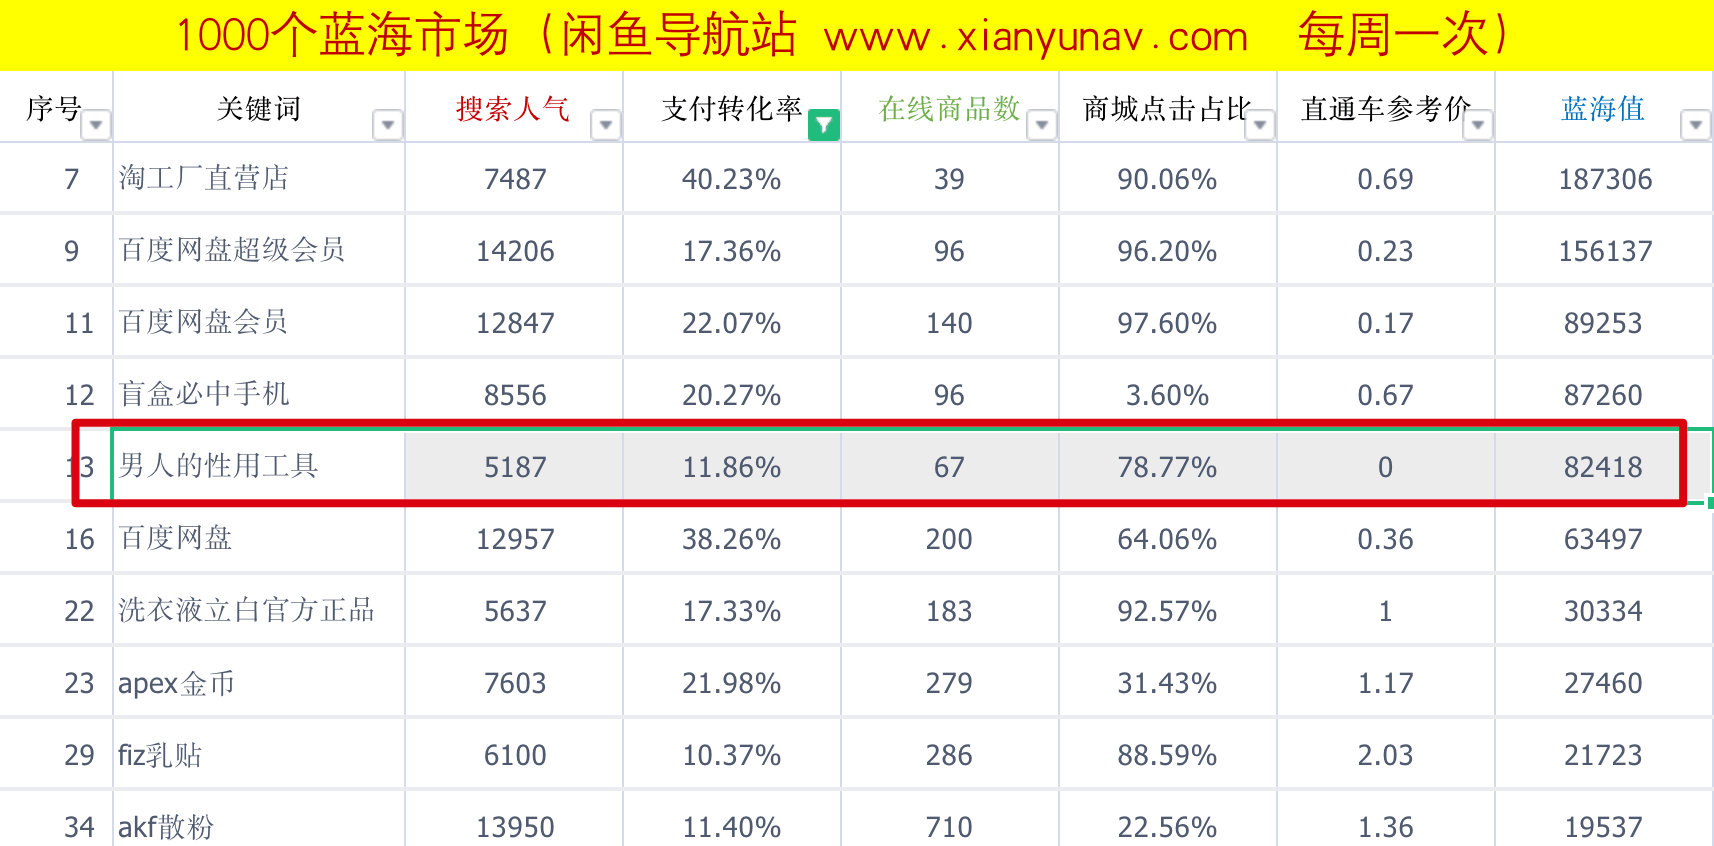 1000个蓝海市场（闲鱼导航站 www.xianyunav.com 每周一次）
序号 关键词 搜索人气 支付转化率 在线商品数 商城点击占比 直通车参考价 蓝海值
7 淘工厂直营店 7487 40.23% 39 90.06% 0.69 187306
9 百度网盘超级会员 14206 17.36% 96 96.20% 0.23 156137
11 百度网盘会员 12847 22.07% 140 97.60% 0.17 89253
12 盲盒必中手机 8556 20.27% 96 3.60% 0.67 87260
13 男人的性用工具 5187 11.86% 67 78.77% 0 82418
16 百度网盘 12957 38.26% 200 64.06% 0.36 63497
22 洗衣液立白官方正品 5637 17.33% 183 92.57% 1 30334
23 apex金币 7603 21.98% 279 31.43% 1.17 27460
29 fiz乳贴 6100 10.37% 286 88.59% 2.03 21723
34 akf散粉 13950 11.40% 710 22.56% 1.36 19537